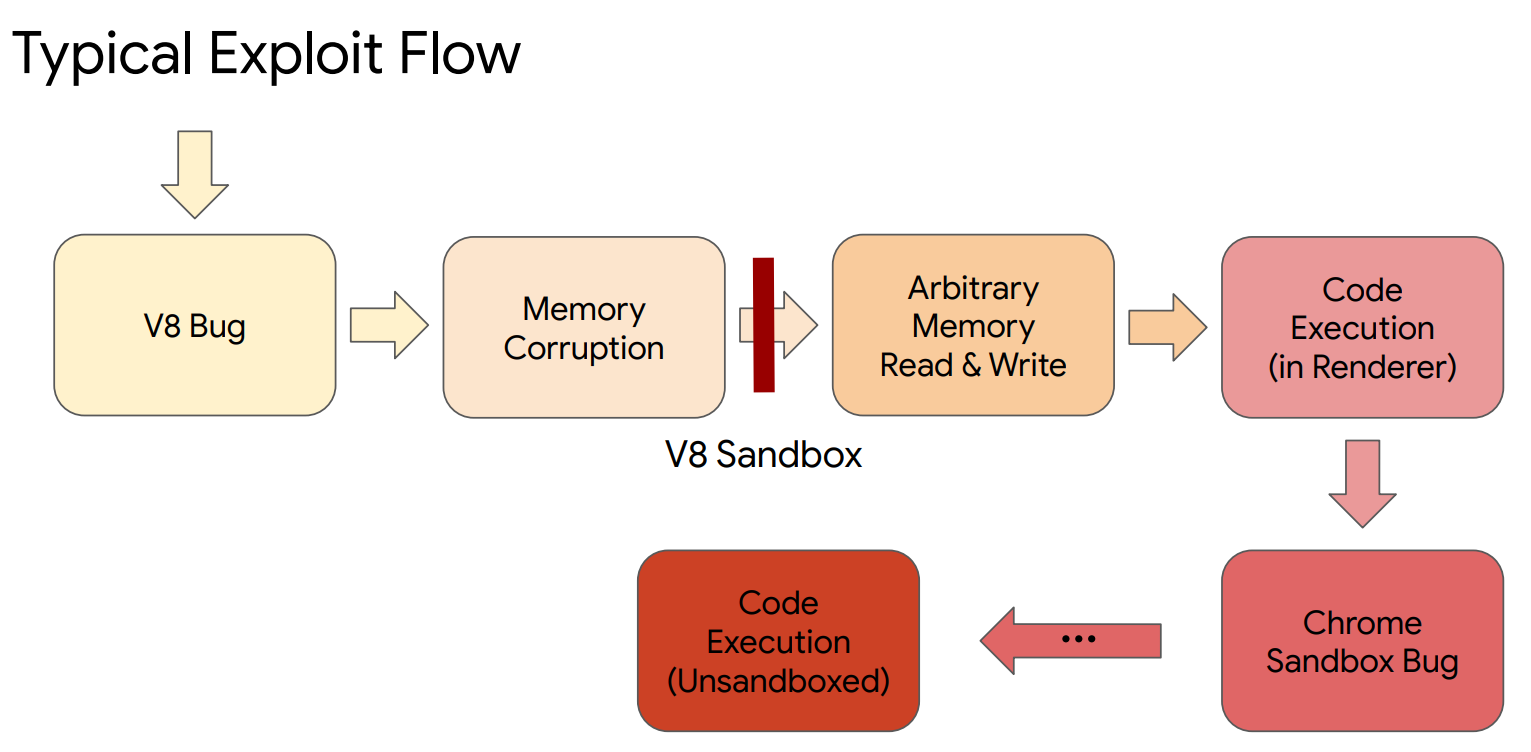 Typical Exploit Flow
V8 Bug
Memory
Corruption
V8 Sandbox
Arbitrary
Memory
Read & Write
Code
Execution
(in Renderer)
Chrome
Sandbox Bug
...
Code
Execution
(Unsandboxed)